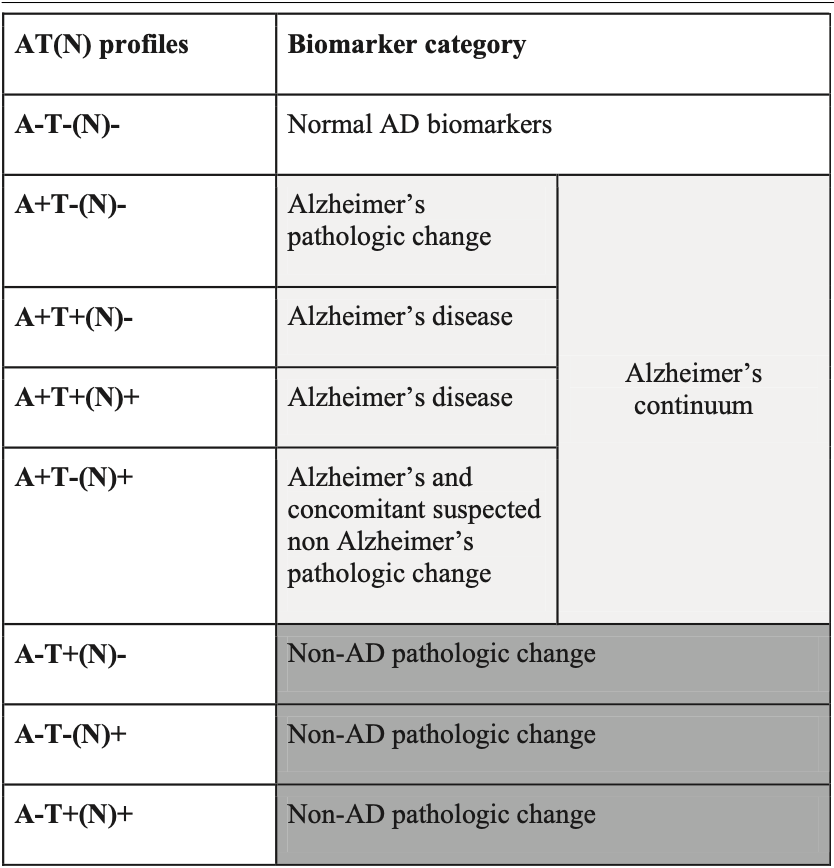 AT(N) profiles
Biomarker category
A-T-(N)-
Normal AD biomarkers
A+T-(N)-
Alzheimer’s
pathologic change
A+T+(N)-
Alzheimer’s disease
A+T+(N)+
Alzheimer’s disease
A+T-(N)+
Alzheimer’s and
concomitant suspected
non Alzheimer’s
pathologic change
Alzheimer’s
continuum
A-T+(N)-
Non-AD pathologic change
A-T-(N)+
Non-AD pathologic change
A-T+(N)+
Non-AD pathologic change